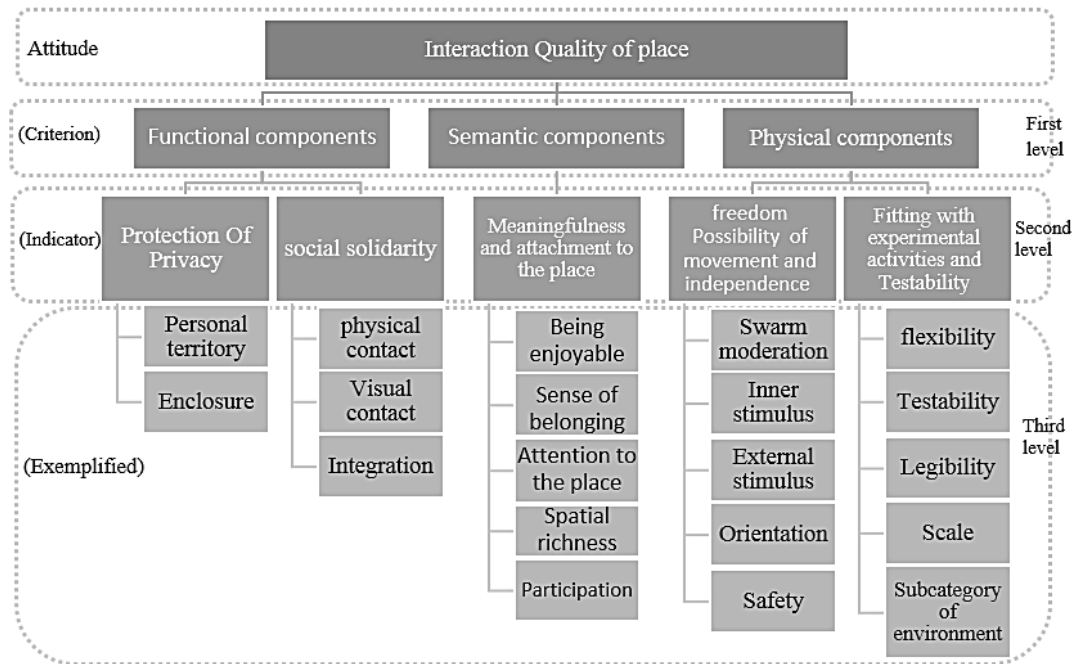 Attitude
Interaction Quality of place
(Criterion)
Functional components
Semantic components
Physical components
First
level
(Indicator)
Protection Of
Privacy
social solidarity
Meaningfulness
and attachment to
the place
freedom
Possibility of
movement and
independence
Fitting with
experimental
activities and
Testability
Second
level
(Exemplified)
Personal
territory
Enclosure
physical
contact
Visual
contact
Integration
Being
enjoyable
Sense of
belonging
Attention to
the place
Spatial
richness
Participation
Swarm
moderation
Inner
stimulus
External
stimulus
Orientation
Safety
flexibility
Testability
Legibility
Scale
Subcategory
of
environment
Third
level